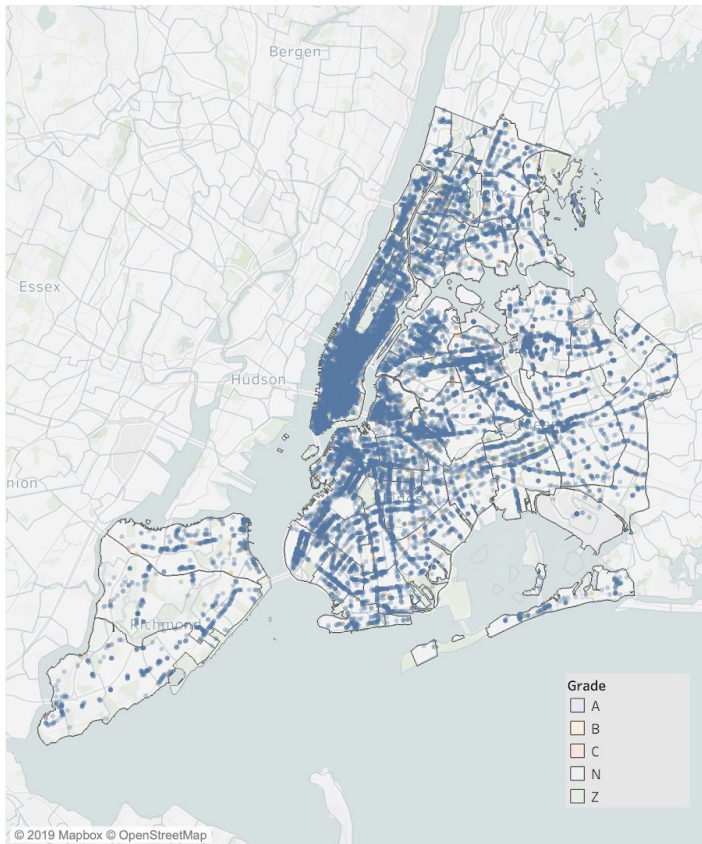 Bergen
Essex
Hudson
nion
Richmond
Grade
A
B
C
N
Z
© 2019 Mapbox © OpenStreetMap